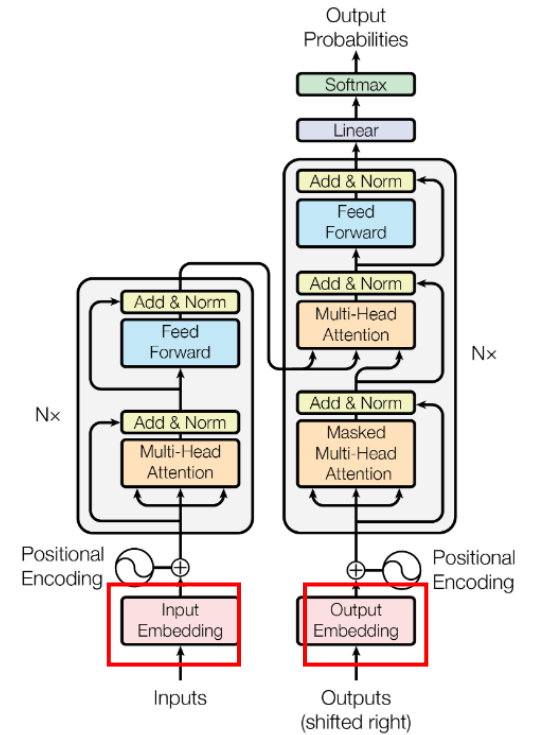 Output
Probabilities
Softmax
Linear
Add & Norm
Feed
Forward
Add & Norm
Multi-Head
Attention
Add & Norm
Masked
Multi-Head
Attention
N×
Add & Norm
Feed
Forward
Add & Norm
Multi-Head
Attention
N×
Positional
Encoding
Positional
Encoding
Input
Embedding
Output
Embedding
Inputs
Outputs
(shifted right)